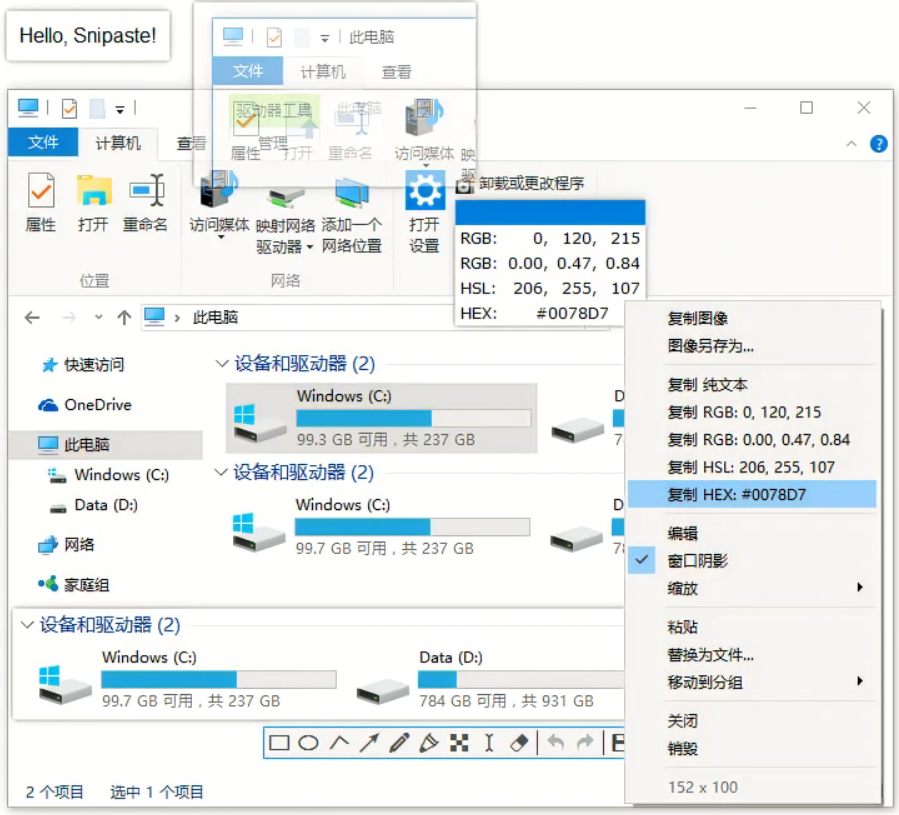 Hello, Snipaste!
此电脑
文件 计算机 查看
驱动器工具 此电脑
管理
属性 打开 重命名 访问媒体 映
驱
文件 计算机 查看
属性 打开 重命名 访问媒体 映射网络驱动器 添加一个网络位置 打开设置
卸载或更改程序
位置 网络
RGB: 0, 120, 215
RGB: 0.00, 0.47, 0.84
HSL: 206, 255, 107
HEX: #0078D7
此电脑
快速访问
OneDrive
此电脑
Windows (C:)
Data (D:)
网络
家庭组
设备和驱动器 (2)
Windows (C:) D
99.3 GB 可用，共 237 GB 7
设备和驱动器 (2)
Windows (C:) D
99.7 GB 可用，共 237 GB 78
设备和驱动器 (2)
Windows (C:) Data (D:)
99.7 GB 可用，共 237 GB 784 GB 可用，共 931 GB
复制图像
图像另存为...
复制 纯文本
复制 RGB: 0, 120, 215
复制 RGB: 0.00, 0.47, 0.84
复制 HSL: 206, 255, 107
复制 HEX: #0078D7
编辑
窗口阴影
缩放
粘贴
替换为文件...
移动到分组
关闭
销毁
152 x 100
2 个项目 选中 1 个项目